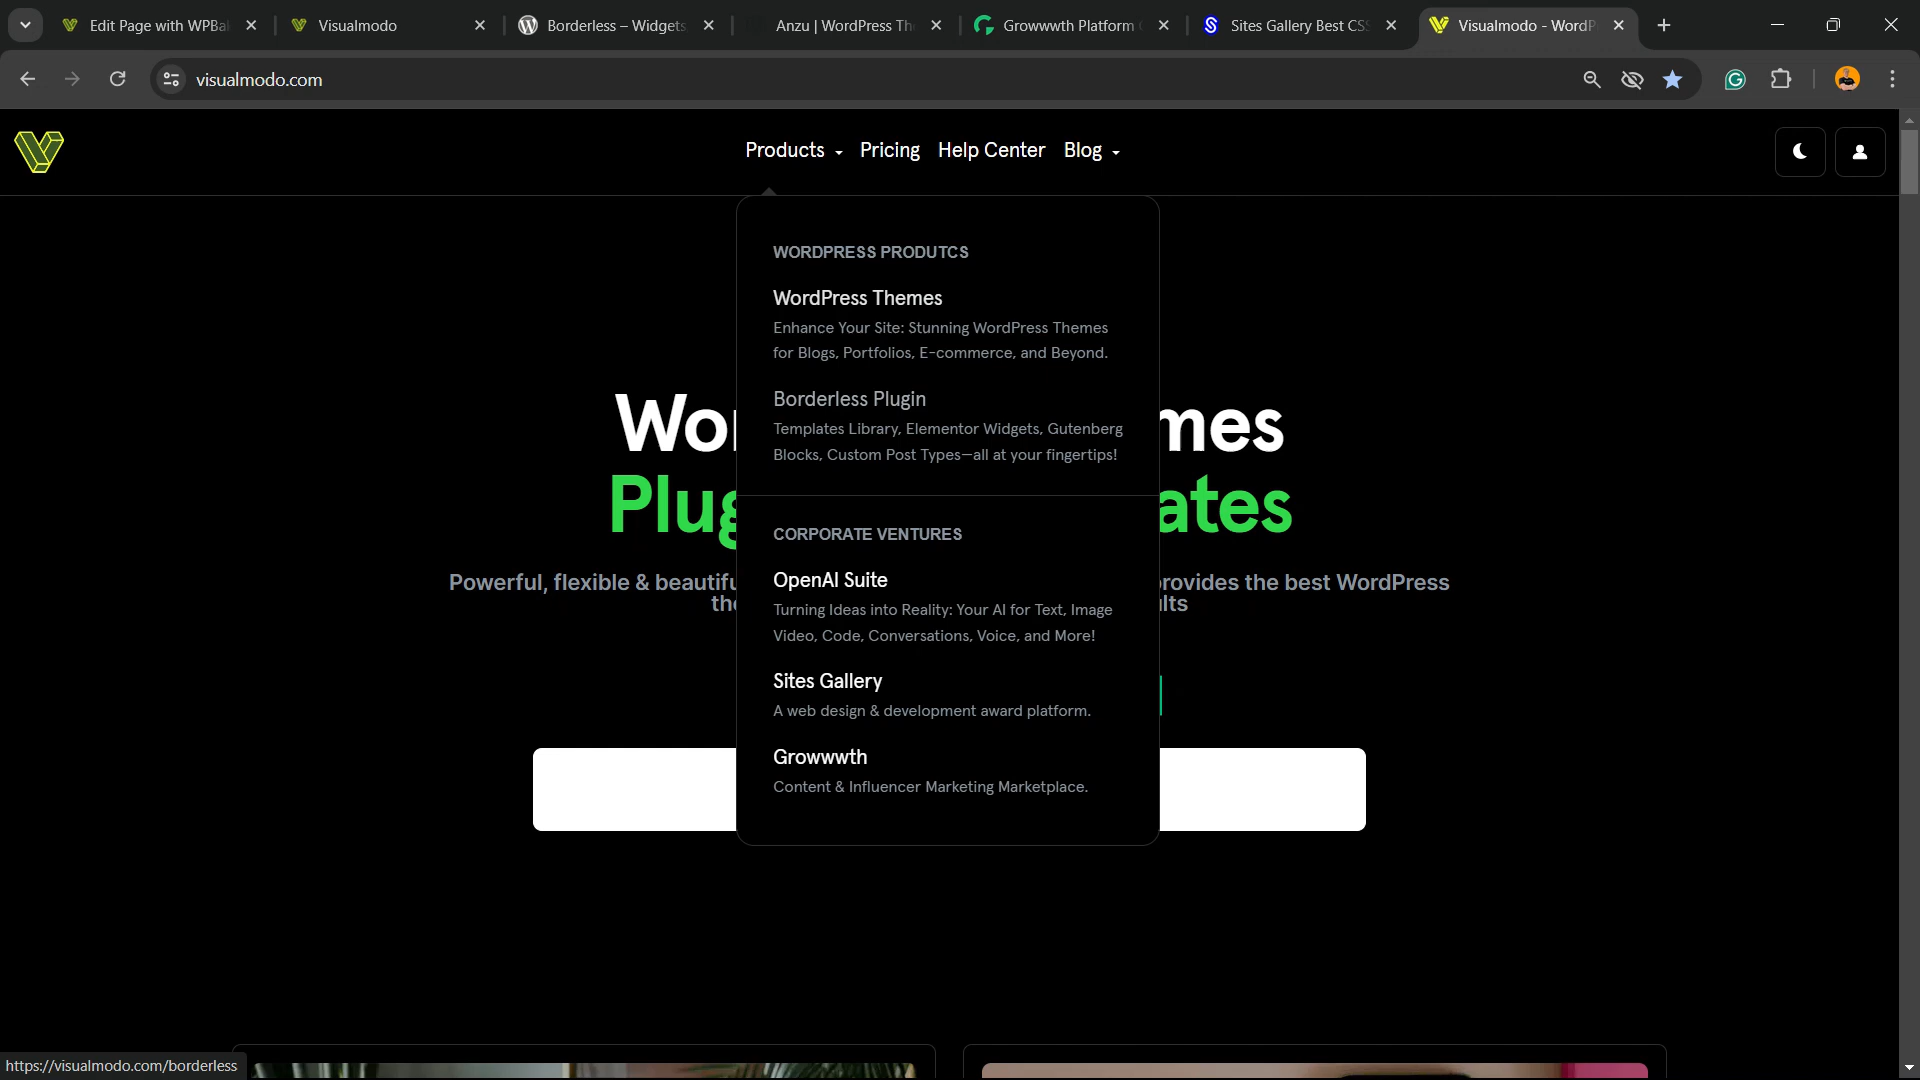 Edit Page with WPBa
Visualmodo
Borderless – Widgets
Anzu | WordPress Th
Growwwth Platform
Sites Gallery Best CS
Visualmodo - WordP
visualmodo.com
Products
Pricing
Help Center
Blog
WORDPRESS PRODUTCS
WordPress Themes
Enhance Your Site: Stunning WordPress Themes
for Blogs, Portfolios, E-commerce, and Beyond.
Borderless Plugin
Templates Library, Elementor Widgets, Gutenberg
Blocks, Custom Post Types—all at your fingertips!
CORPORATE VENTURES
OpenAI Suite
Turning Ideas into Reality: Your AI for Text, Image
Video, Code, Conversations, Voice, and More!
Sites Gallery
A web design & development award platform.
Growwwth
Content & Influencer Marketing Marketplace.
Wor mes
Plug ates
Powerful, flexible & beautifu rovides the best WordPress
the lts
https://visualmodo.com/borderless